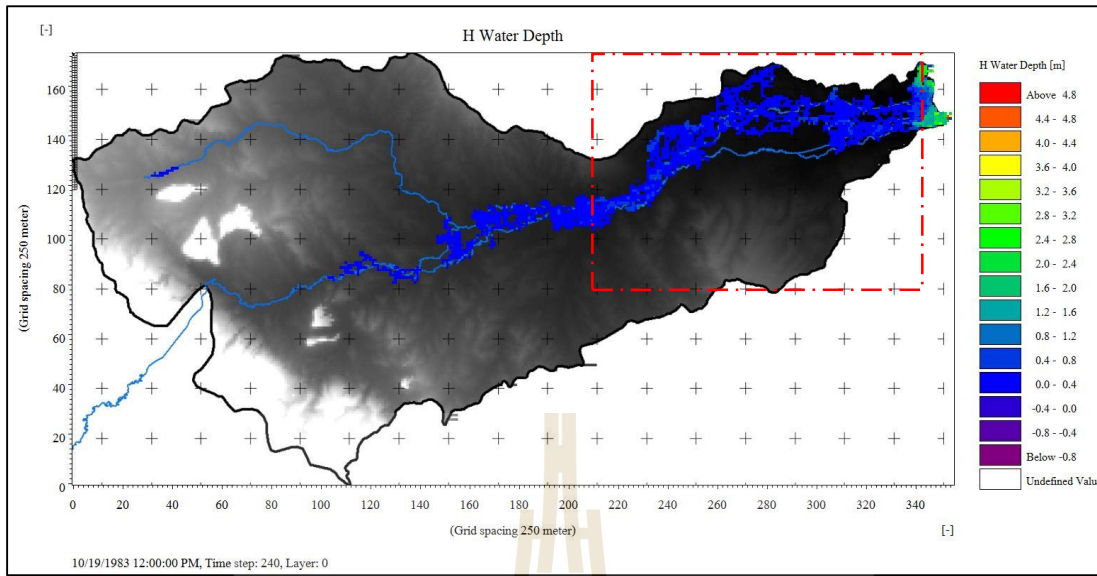 [-]
H Water Depth
H Water Depth [m]
Above 4.8
4.4 - 4.8
4.0 - 4.4
3.6 - 4.0
3.2 - 3.6
2.8 - 3.2
2.4 - 2.8
2.0 - 2.4
1.6 - 2.0
1.2 - 1.6
0.8 - 1.2
0.4 - 0.8
0.0 - 0.4
-0.4 - 0.0
-0.8 - -0.4
Below -0.8
Undefined Valu
160
140
120
100
80
60
40
20
0
(Grid spacing 250 meter)
0 20 40 60 80 100 120 140 160 180 200 220 240 260 280 300 320 340
(Grid spacing 250 meter)
[-]
10/19/1983 12:00:00 PM, Time step: 240, Layer: 0